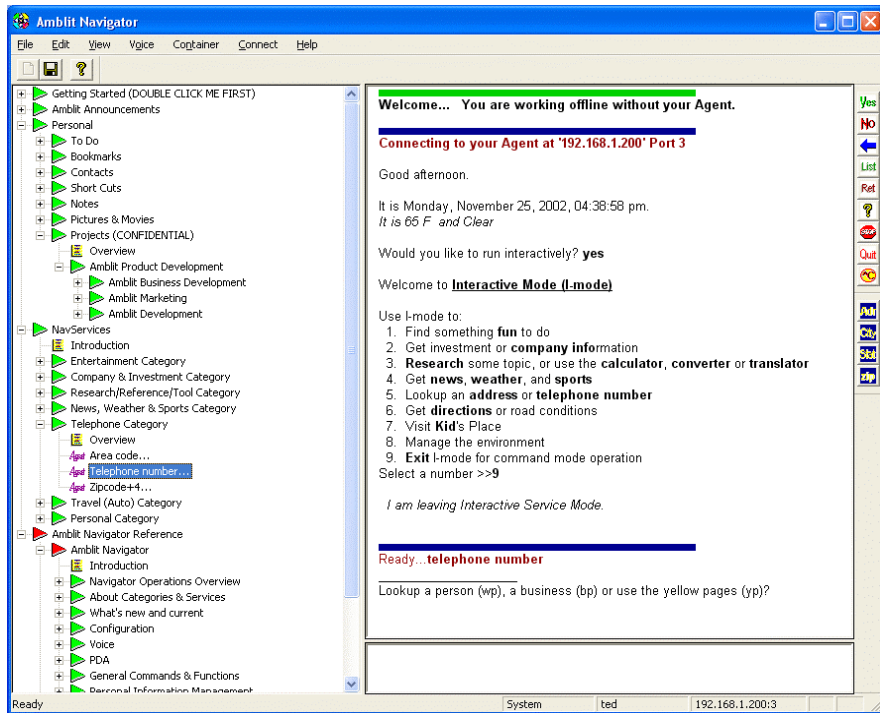 Amblit Navigator
File Edit View Voice Container Connect Help
Getting Started (DOUBLE CLICK ME FIRST)
Amblit Announcements
Personal
To Do
Bookmarks
Contacts
Short Cuts
Notes
Pictures & Movies
Projects (CONFIDENTIAL)
Overview
Amblit Product Development
Amblit Business Development
Amblit Marketing
Amblit Development
NavServices
Introduction
Entertainment Category
Company & Investment Category
Research/Reference/Tool Category
News, Weather & Sports Category
Telephone Category
Overview
Agent Area code...
Agent Telephone number...
Agent Zipcode+4...
Travel (Auto) Category
Personal Category
Amblit Navigator Reference
Amblit Navigator
Introduction
Navigator Operations Overview
About Categories & Services
What's new and current
Configuration
Voice
PDA
General Commands & Functions
Personal Information Management
Welcome... You are working offline without your Agent.
Connecting to your Agent at '192.168.1.200' Port 3
Good afternoon.
It is Monday, November 25, 2002, 04:38:58 pm.
It is 65 F and Clear
Would you like to run interactively? yes
Welcome to Interactive Mode (I-mode)
Use I-mode to:
1. Find something fun to do
2. Get investment or company information
3. Research some topic, or use the calculator, converter or translator
4. Get news, weather, and sports
5. Lookup an address or telephone number
6. Get directions or road conditions
7. Visit Kid's Place
8. Manage the environment
9. Exit I-mode for command mode operation
Select a number >>9
I am leaving Interactive Service Mode.
Ready...telephone number
Lookup a person (wp), a business (bp) or use the yellow pages (yp)?
Yes
No
List
Ret
?
STOP
Quit
°C
Adr
City
Stat
Zip
Ready System ted 192.168.1.200:3